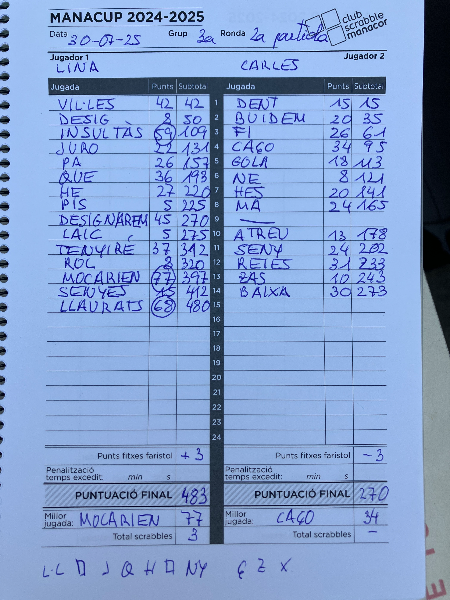 MANACUP 2024-2025
club scrabble manacor
Data 30-07-25 Grup 3a Ronda 2a partida
Jugador 1 Jugador 2
LINA CARLES
Jugada Punts Subtotal Jugada Punts Subtotal
VIL·LES 42 42 1 DENT 15 15
DESIG 8 50 2 BUIDEM 20 35
INSULTÀS 59 109 3 FI 26 61
JURO 22 131 4 CAGO 34 95
PA 26 157 5 GOLA 18 113
QUE 36 193 6 NE 8 121
HE 27 220 7 HES 20 141
PIS 5 225 8 MA 24 165
DESIGNAREM 45 270 9 —
LAIC 5 275 10 ATREU 13 178
TENYIRÉ 37 312 11 SENY 24 202
ROL 8 320 12 RETES 31 233
MOCARIEN 77 397 13 ZAS 10 243
SENYES 15 412 14 BAIXA 30 273
LLAURATS 68 480 15
16
17
18
19
20
21
22
23
24
Punts fitxes faristol +3 Punts fitxes faristol -3
Penalització temps excedit: min s Penalització temps excedit: min s
PUNTUACIÓ FINAL 483 PUNTUACIÓ FINAL 270
Millor jugada: MOCARIEN 77 Millor jugada: CAGO 34
Total scrabbles 3 Total scrabbles —
L·L □ J Q H □ NY Ç Z X